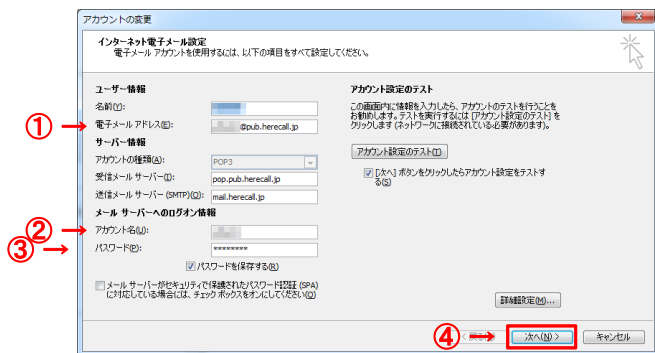 アカウントの変更
インターネット電子メール設定
電子メール アカウントを使用するには、以下の項目をすべて設定してください。
ユーザー情報
名前(Y):
① → 電子メール アドレス(E): @pub.herecall.jp
サーバー情報
アカウントの種類(A): POP3
受信メール サーバー(I): pop.pub.herecall.jp
送信メール サーバー (SMTP)(O): mail.herecall.jp
メール サーバーへのログオン情報
② → アカウント名(U):
③ → パスワード(P): ********
パスワードを保存する(R)
メール サーバーがセキュリティで保護されたパスワード認証 (SPA)
に対応している場合には、チェック ボックスをオンにしてください(Q)
アカウント設定のテスト
この画面内に情報を入力したら、アカウントのテストを行うことを
お勧めします。テストを実行するには [アカウント設定のテスト] を
クリックします (ネットワークに接続されている必要があります)。
アカウント設定のテスト(T)
[次へ] ボタンをクリックしたらアカウント設定をテストす
る(S)
詳細設定(M)...
④ → 次へ(N) > キャンセル